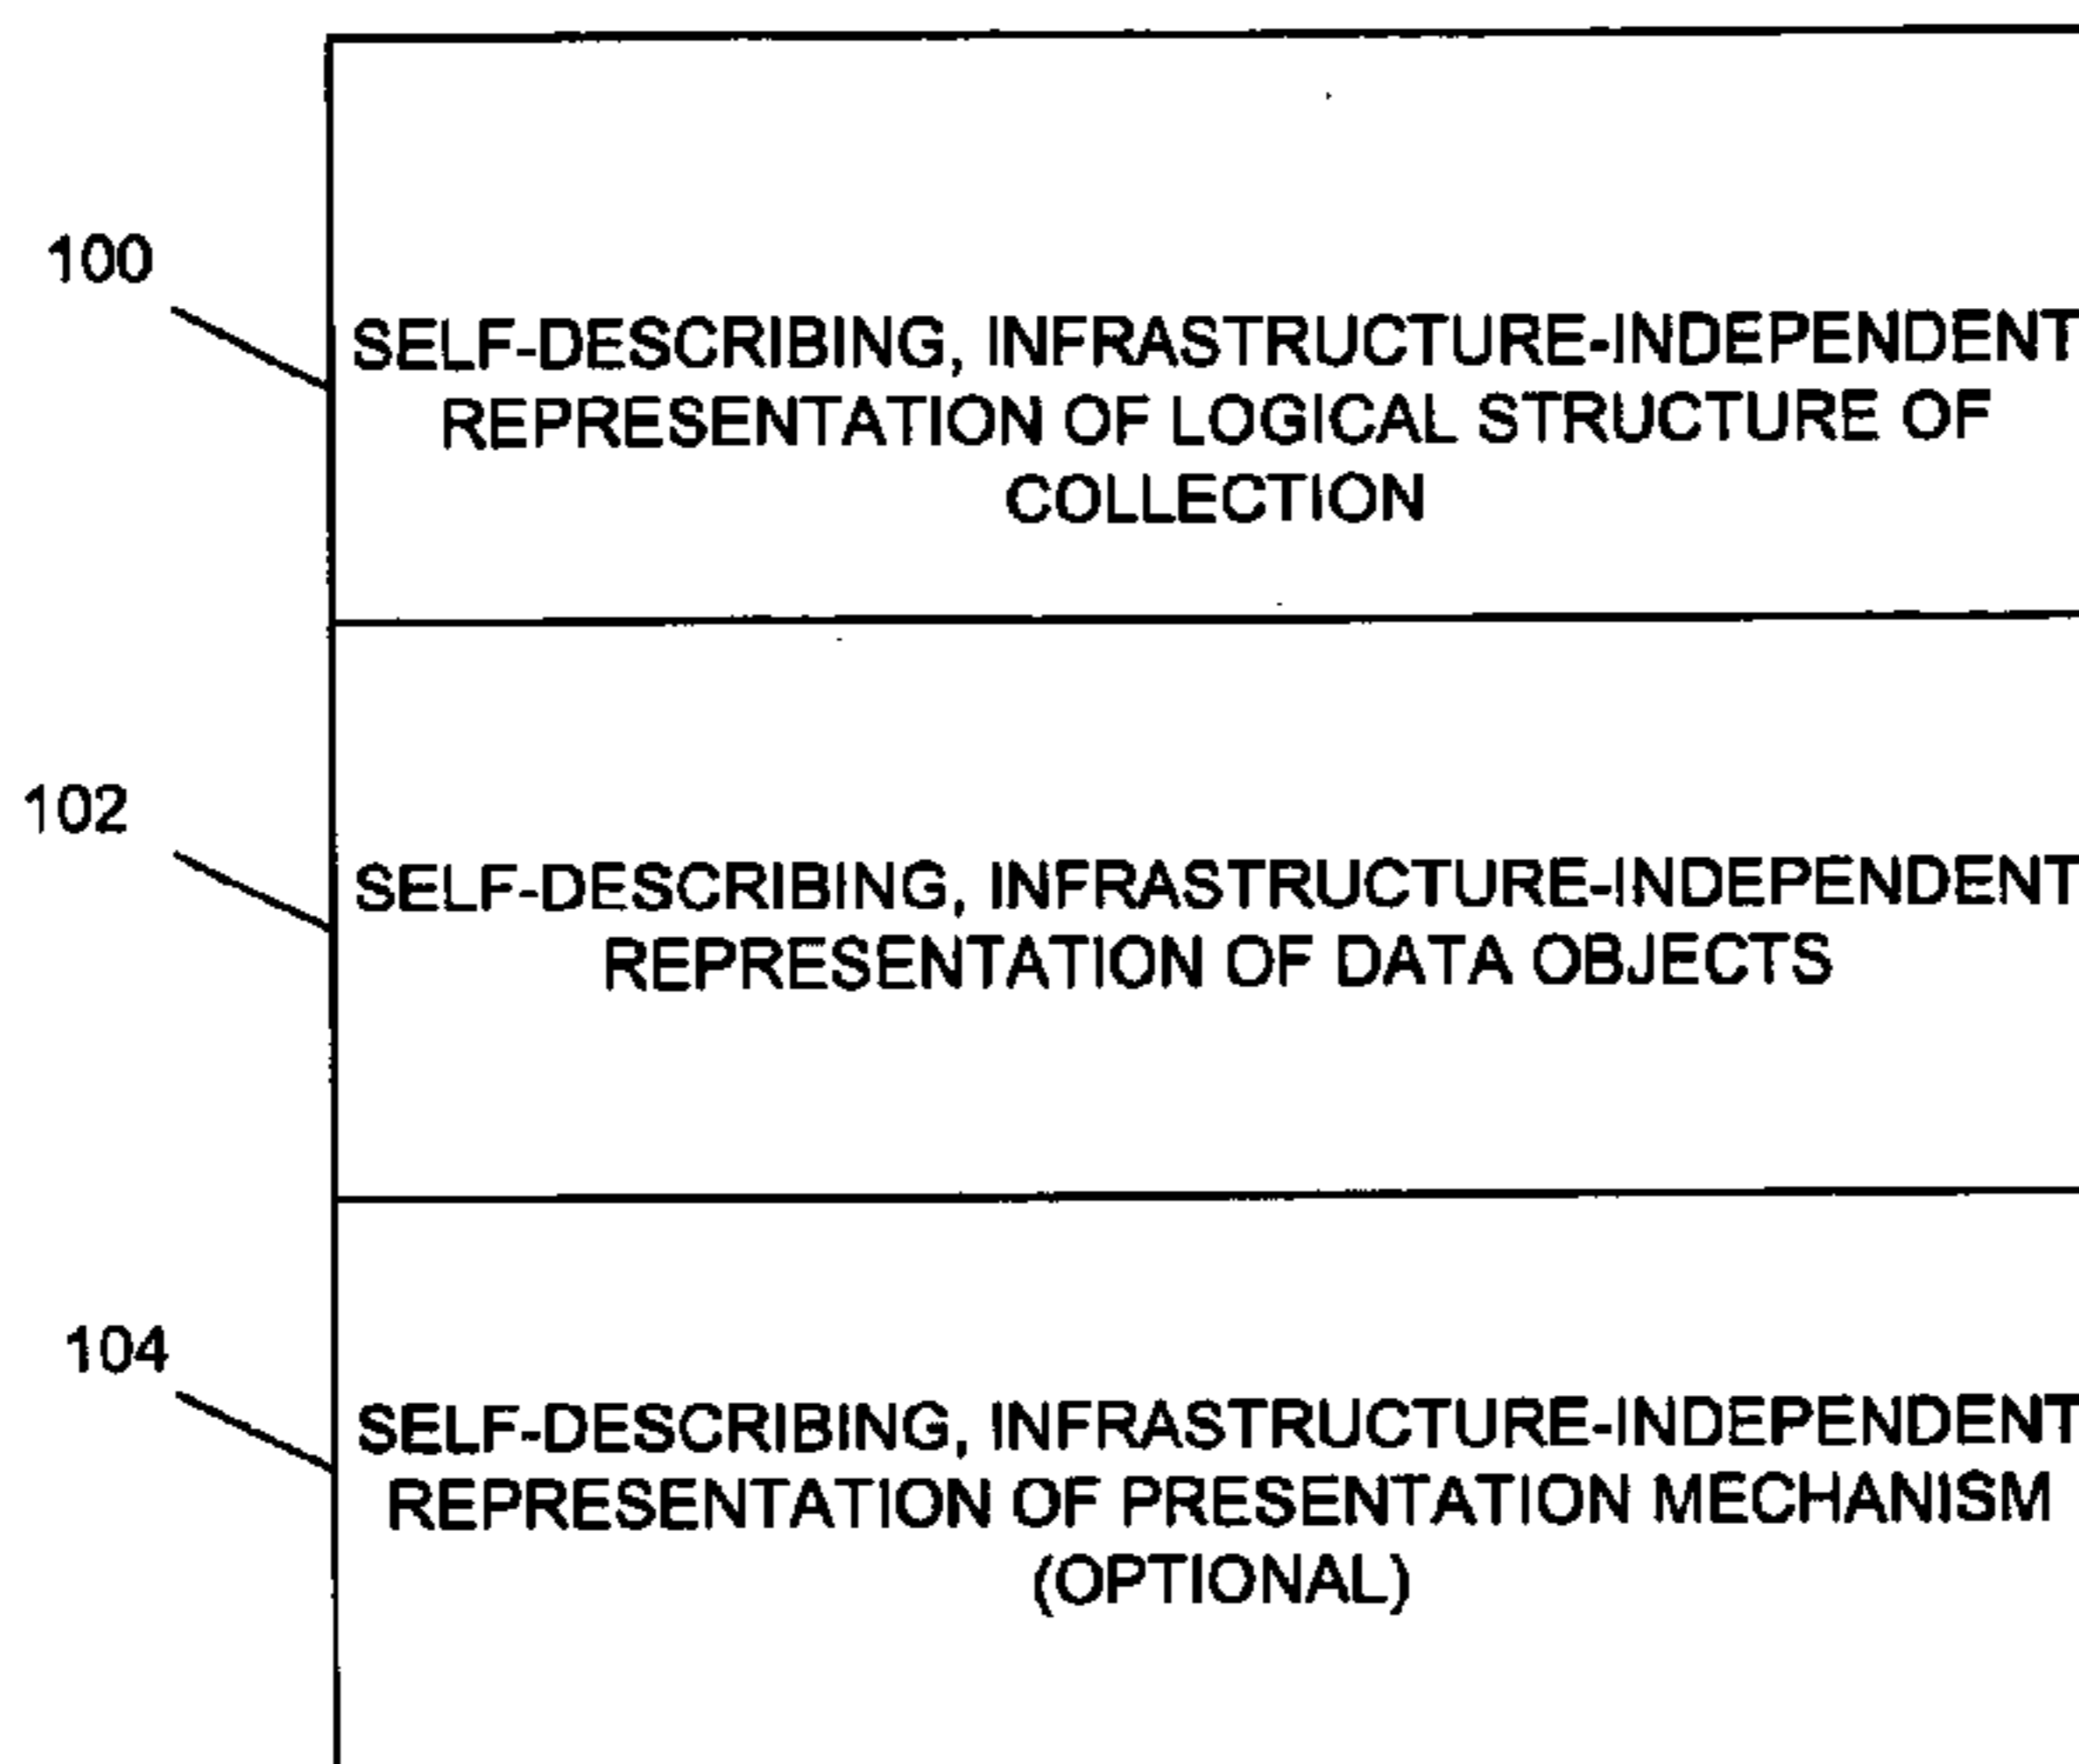 100
SELF-DESCRIBING, INFRASTRUCTURE-INDEPENDENT
REPRESENTATION OF LOGICAL STRUCTURE OF
COLLECTION
102
SELF-DESCRIBING, INFRASTRUCTURE-INDEPENDENT
REPRESENTATION OF DATA OBJECTS
104
SELF-DESCRIBING, INFRASTRUCTURE-INDEPENDENT
REPRESENTATION OF PRESENTATION MECHANISM
(OPTIONAL)